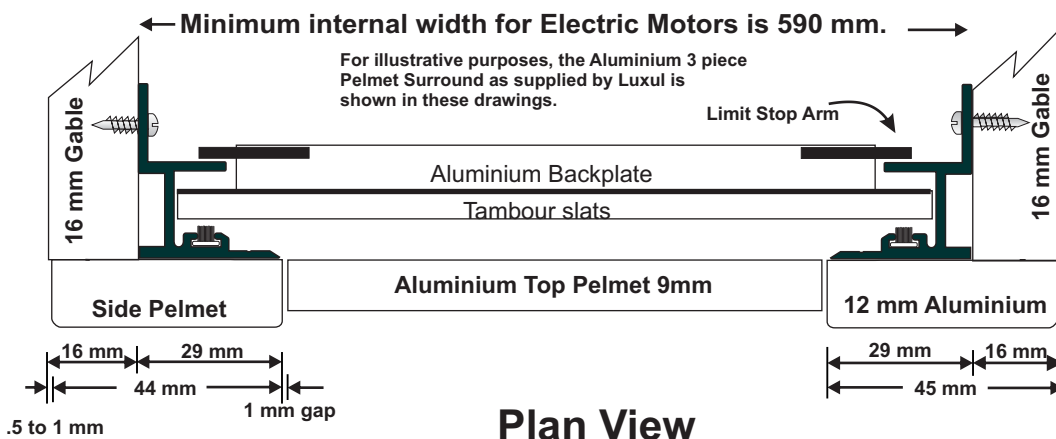 Minimum internal width for Electric Motors is 590 mm.
For illustrative purposes, the Aluminium 3 piece
Pelmet Surround as supplied by Luxul is
shown in these drawings.
Limit Stop Arm
16 mm Gable
16 mm Gable
Aluminium Backplate
Tambour slats
Aluminium Top Pelmet 9mm
Side Pelmet
12 mm Aluminium
16 mm
29 mm
29 mm
16 mm
44 mm
45 mm
1 mm gap
.5 to 1 mm
Plan View